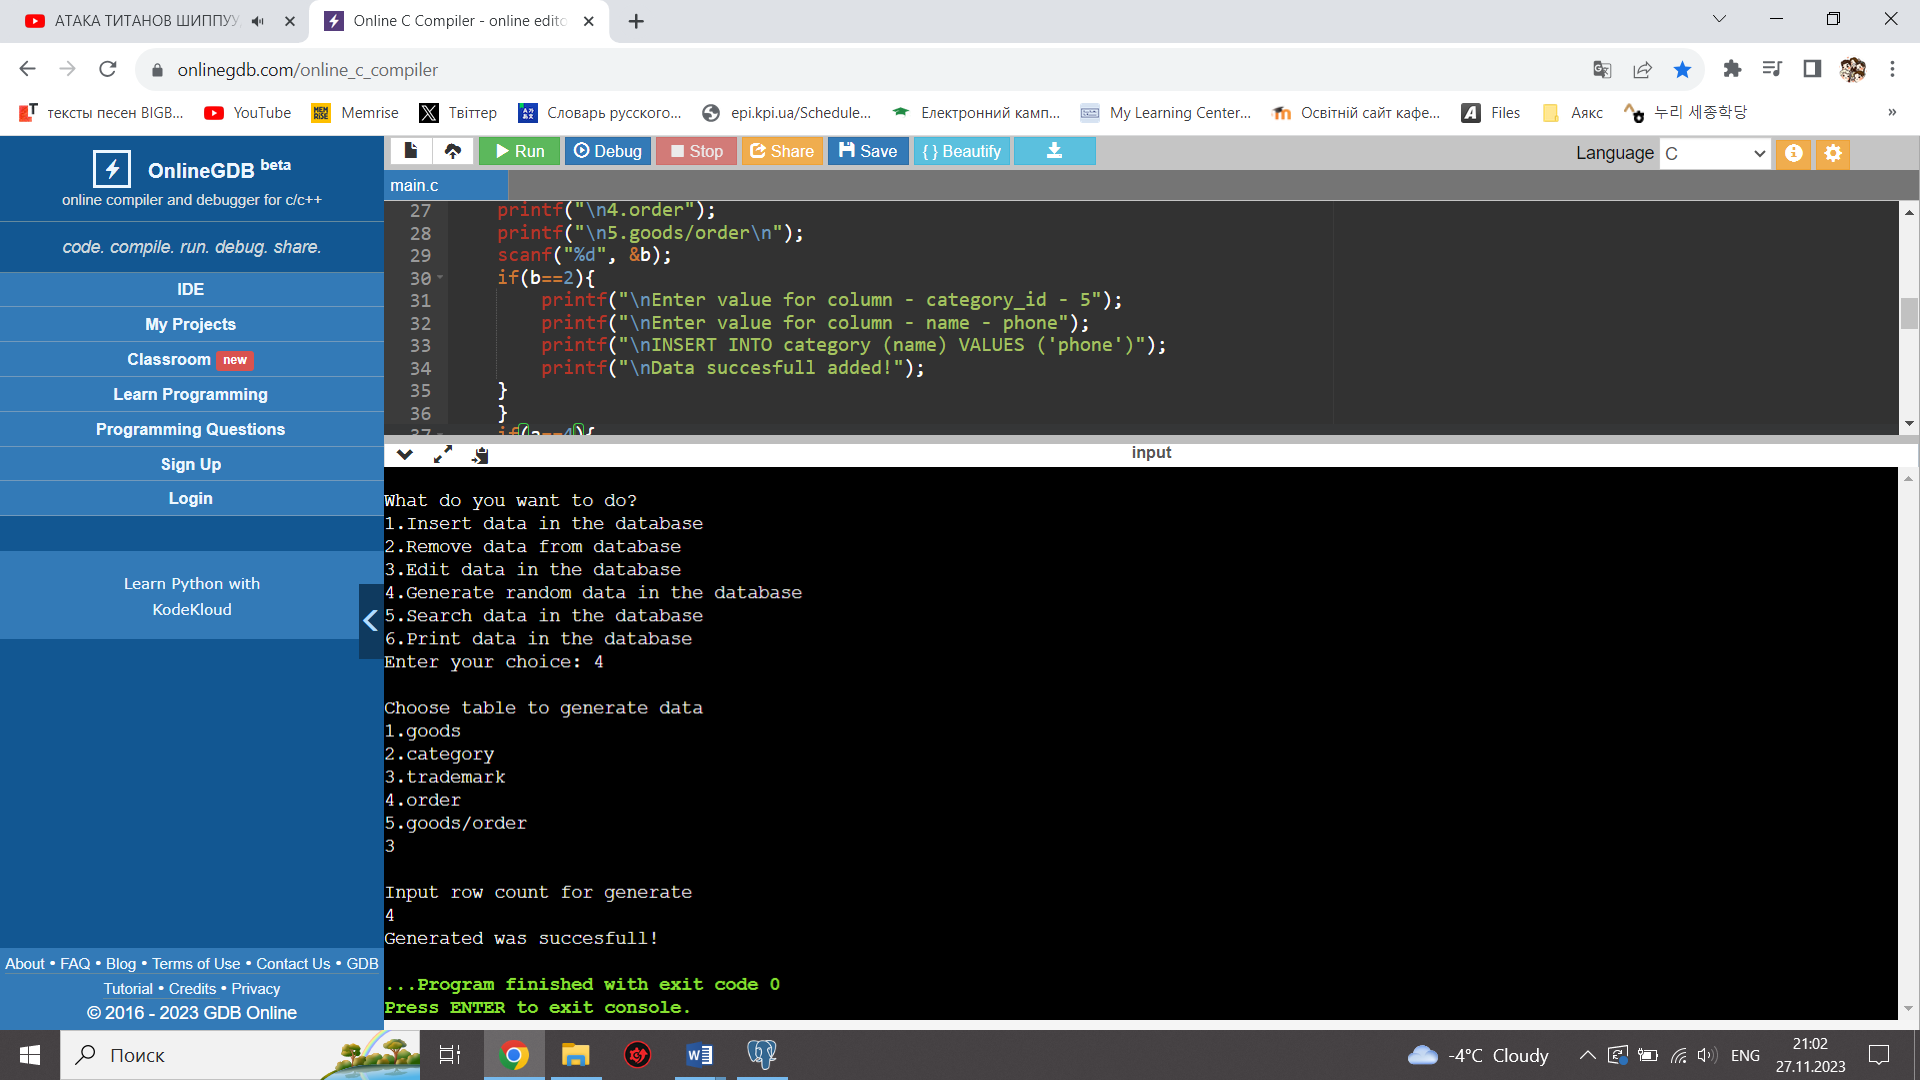 АТАКА ТИТАНОВ ШИППУУ
Online C Compiler - online edito
onlinegdb.com/online_c_compiler
тексты песен BIGB...
YouTube
Memrise
Твіттер
Словарь русского...
epi.kpi.ua/Schedule...
Електронний камп...
My Learning Center...
Освітній сайт кафе...
Files
Аякс
누리 세종학당
»
OnlineGDB beta
online compiler and debugger for c/c++
code. compile. run. debug. share.
IDE
My Projects
Classroom new
Learn Programming
Programming Questions
Sign Up
Login
Learn Python with
KodeKloud
About • FAQ • Blog • Terms of Use • Contact Us • GDB
Tutorial • Credits • Privacy
© 2016 - 2023 GDB Online
Run Debug Stop Share Save { } Beautify
Language C
main.c
27 printf("\n4.order");
28 printf("\n5.goods/order\n");
29 scanf("%d", &b);
30 if(b==2){
31 printf("\nEnter value for column - category_id - 5");
32 printf("\nEnter value for column - name - phone");
33 printf("\nINSERT INTO category (name) VALUES ('phone')");
34 printf("\nData succesfull added!");
35 }
36 }
37 if(a==4){
input
What do you want to do?
1.Insert data in the database
2.Remove data from database
3.Edit data in the database
4.Generate random data in the database
5.Search data in the database
6.Print data in the database
Enter your choice: 4
Choose table to generate data
1.goods
2.category
3.trademark
4.order
5.goods/order
3
Input row count for generate
4
Generated was succesfull!
...Program finished with exit code 0
Press ENTER to exit console.
Поиск
-4°C Cloudy
ENG
21:02
27.11.2023